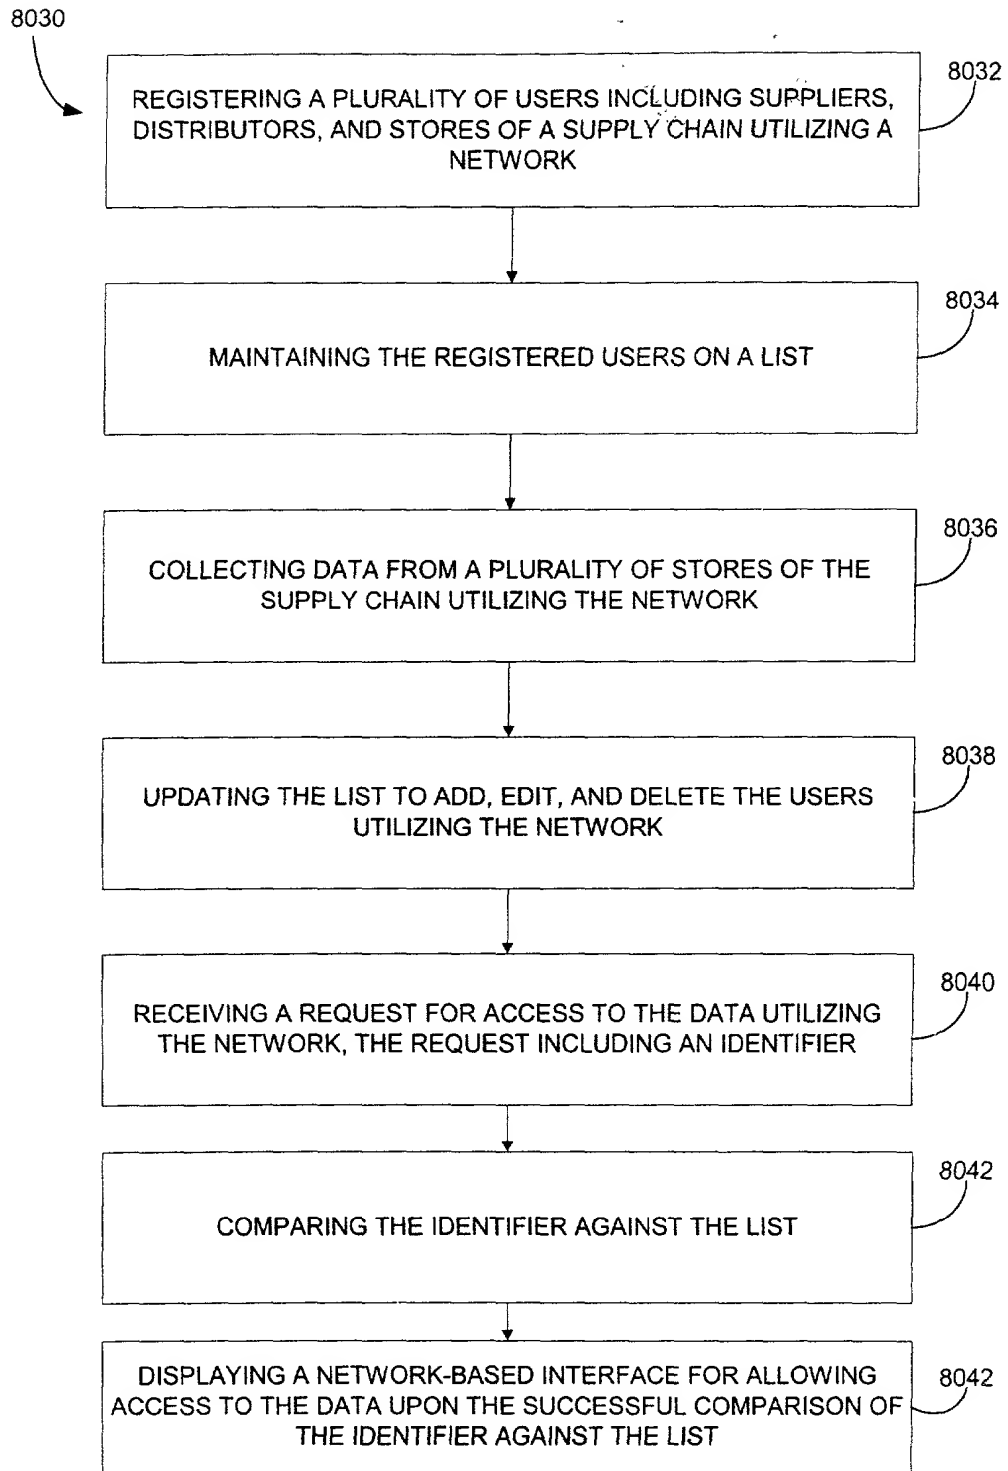 8030
8032
REGISTERING A PLURALITY OF USERS INCLUDING SUPPLIERS,
DISTRIBUTORS, AND STORES OF A SUPPLY CHAIN UTILIZING A
NETWORK
8034
MAINTAINING THE REGISTERED USERS ON A LIST
8036
COLLECTING DATA FROM A PLURALITY OF STORES OF THE
SUPPLY CHAIN UTILIZING THE NETWORK
8038
UPDATING THE LIST TO ADD, EDIT, AND DELETE THE USERS
UTILIZING THE NETWORK
8040
RECEIVING A REQUEST FOR ACCESS TO THE DATA UTILIZING
THE NETWORK, THE REQUEST INCLUDING AN IDENTIFIER
8042
COMPARING THE IDENTIFIER AGAINST THE LIST
8042
DISPLAYING A NETWORK-BASED INTERFACE FOR ALLOWING
ACCESS TO THE DATA UPON THE SUCCESSFUL COMPARISON OF
THE IDENTIFIER AGAINST THE LIST